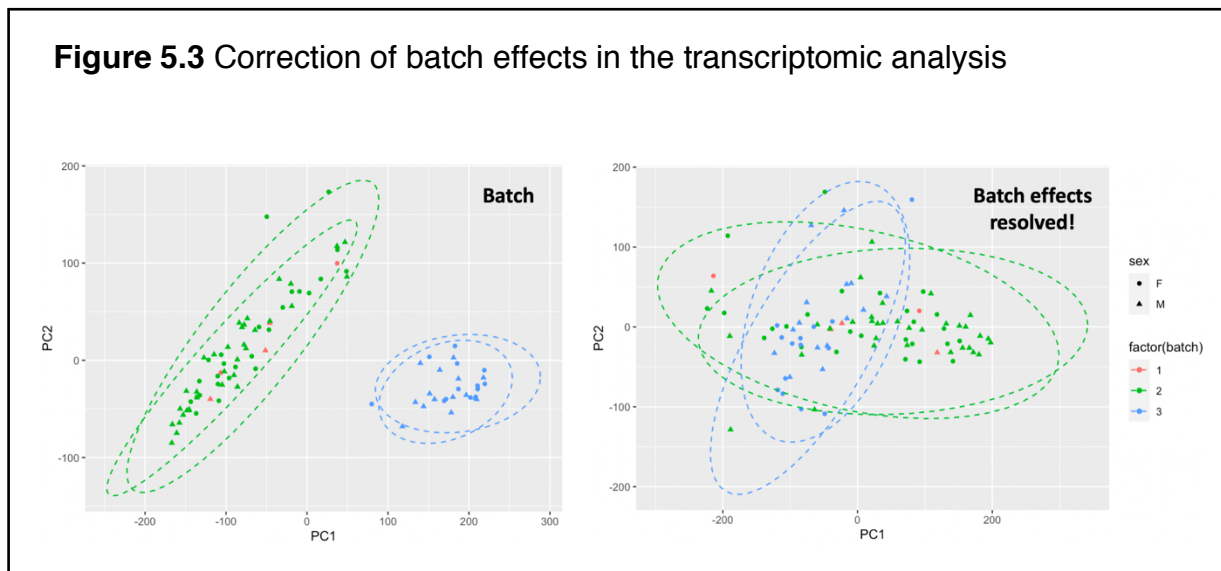 Figure 5.3 Correction of batch effects in the transcriptomic analysis
Batch
200
100
0
-100
PC2
-200
-100
0
100
200
300
PC1
Batch effects
resolved!
200
100
0
-100
-200
PC2
-200
0
200
PC1
sex
F
M
factor(batch)
1
2
3